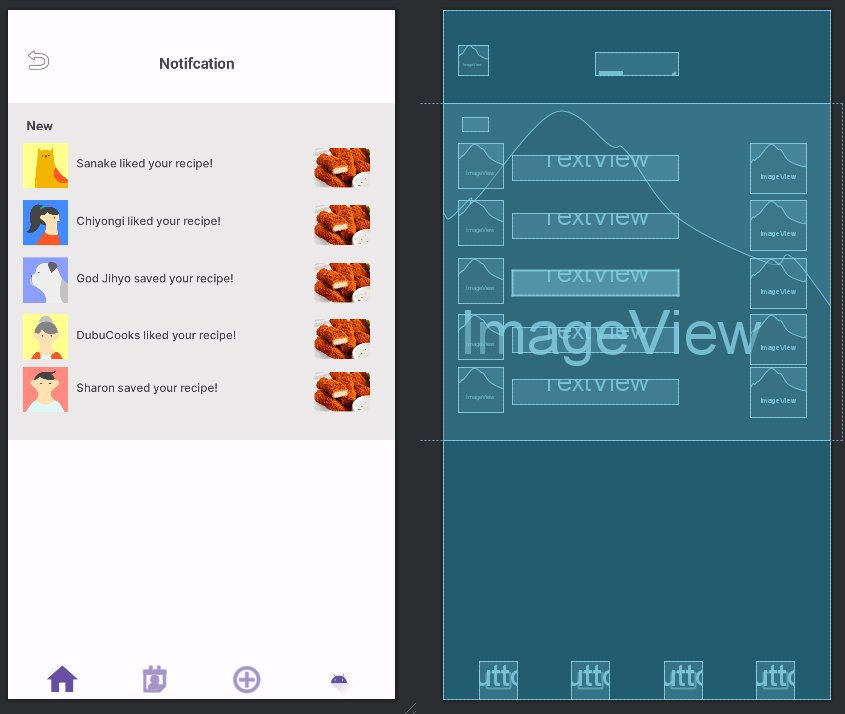 Notifcation
New
Sanake liked your recipe!
Chiyongi liked your recipe!
God Jihyo saved your recipe!
DubuCooks liked your recipe!
Sharon saved your recipe!
ImageView
ImageView
TextView
ImageView
ImageView
TextView
ImageView
ImageView
TextView
ImageView
ImageView
ImageView
TextView
ImageView
ImageView
TextView
ImageView
utto
utto
utto
utto